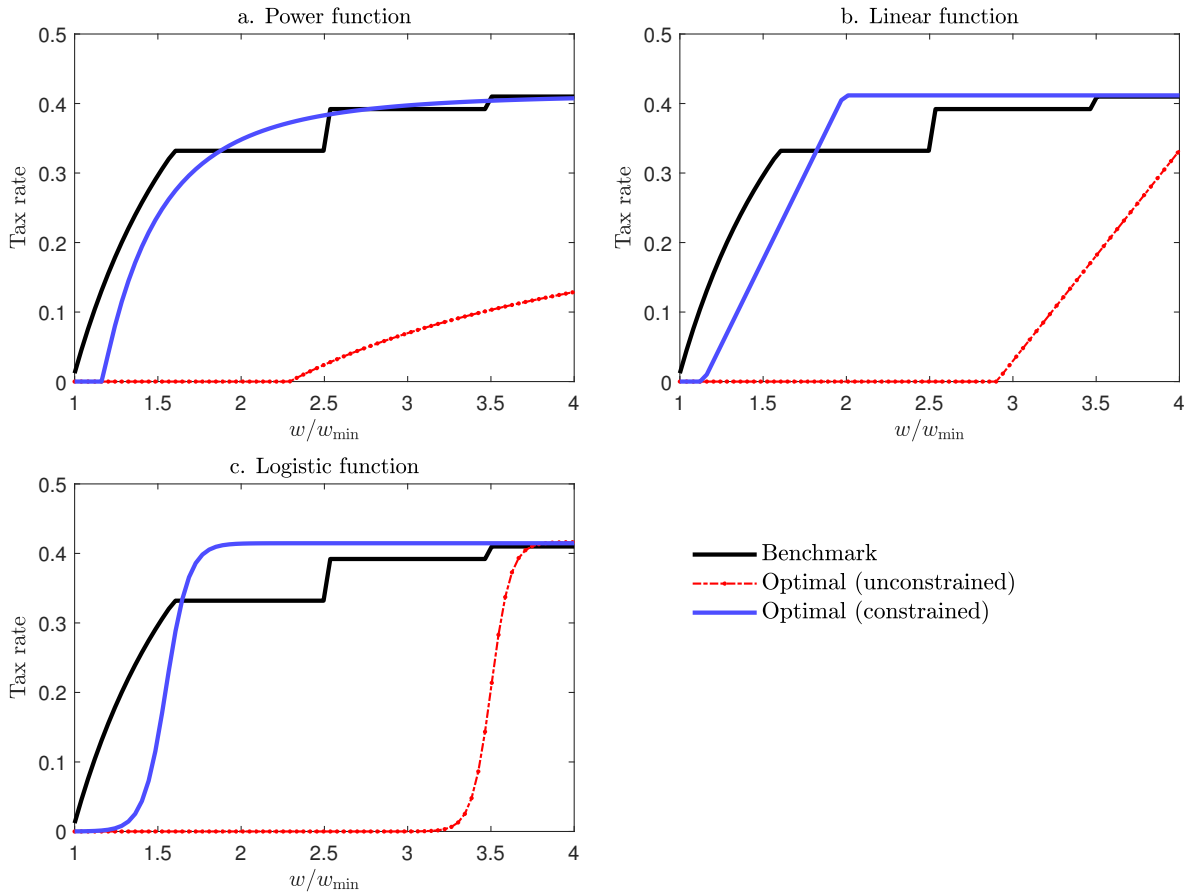 a. Power function
0.5
0.4
0.3
0.2
0.1
0
Tax rate
1 1.5 2 2.5 3 3.5 4
w/w_min
b. Linear function
0.5
0.4
0.3
0.2
0.1
0
Tax rate
1 1.5 2 2.5 3 3.5 4
w/w_min
c. Logistic function
0.5
0.4
0.3
0.2
0.1
0
Tax rate
1 1.5 2 2.5 3 3.5 4
w/w_min
Benchmark
Optimal (unconstrained)
Optimal (constrained)